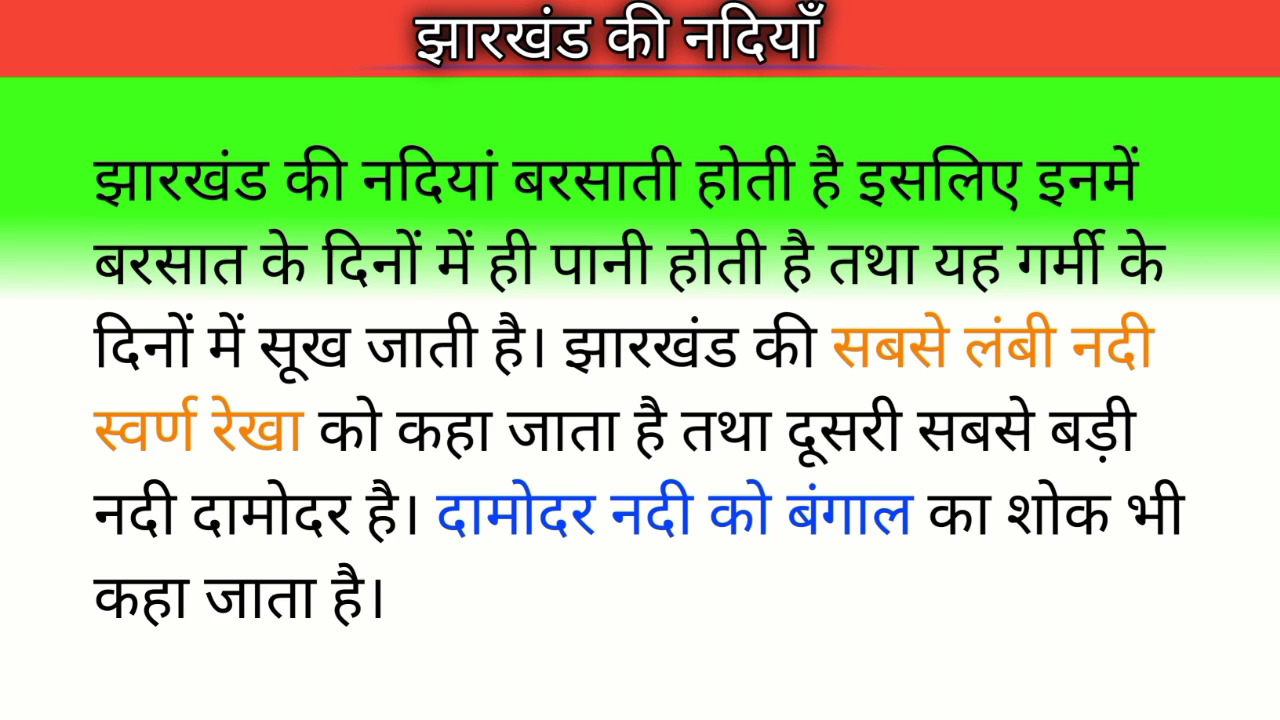 झारखंड की नदियाँ
झारखंड की नदियां बरसाती होती है इसलिए इनमें
बरसात के दिनों में ही पानी होती है तथा यह गर्मी के
दिनों में सूख जाती है। झारखंड की सबसे लंबी नदी
स्वर्ण रेखा को कहा जाता है तथा दूसरी सबसे बड़ी
नदी दामोदर है। दामोदर नदी को बंगाल का शोक भी
कहा जाता है।